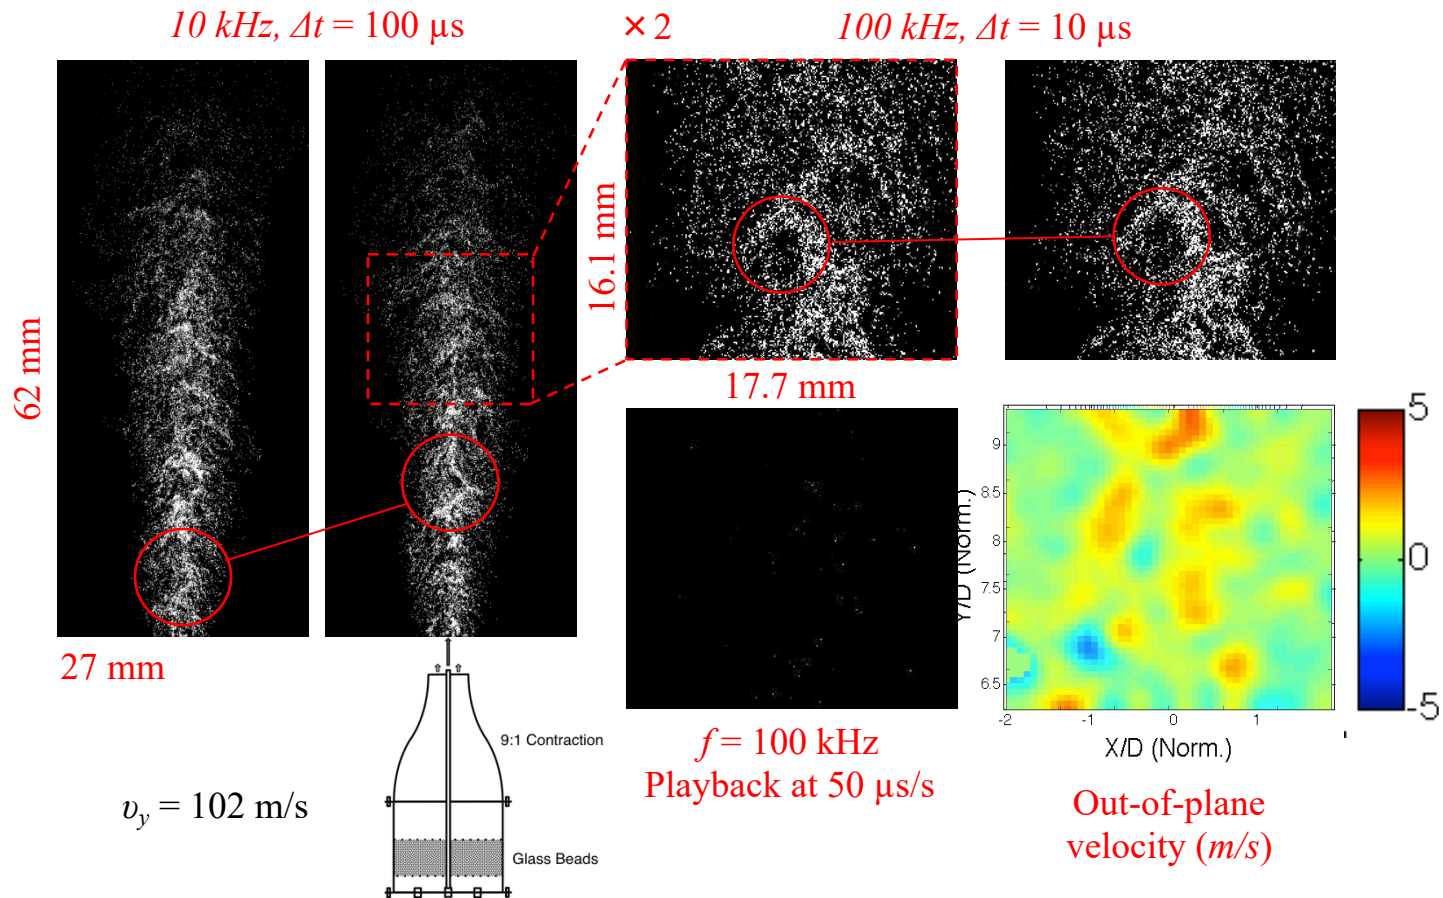 10 kHz, Δt = 100 µs
×2
100 kHz, Δt = 10 µs
62 mm
27 mm
16.1 mm
17.7 mm
9:1 Contraction
Glass Beads
υy = 102 m/s
f = 100 kHz
Playback at 50 µs/s
Y/D (Norm.)
9
8.5
8
7.5
7
6.5
-2
-1
0
1
X/D (Norm.)
5
0
-5
Out-of-plane
velocity (m/s)